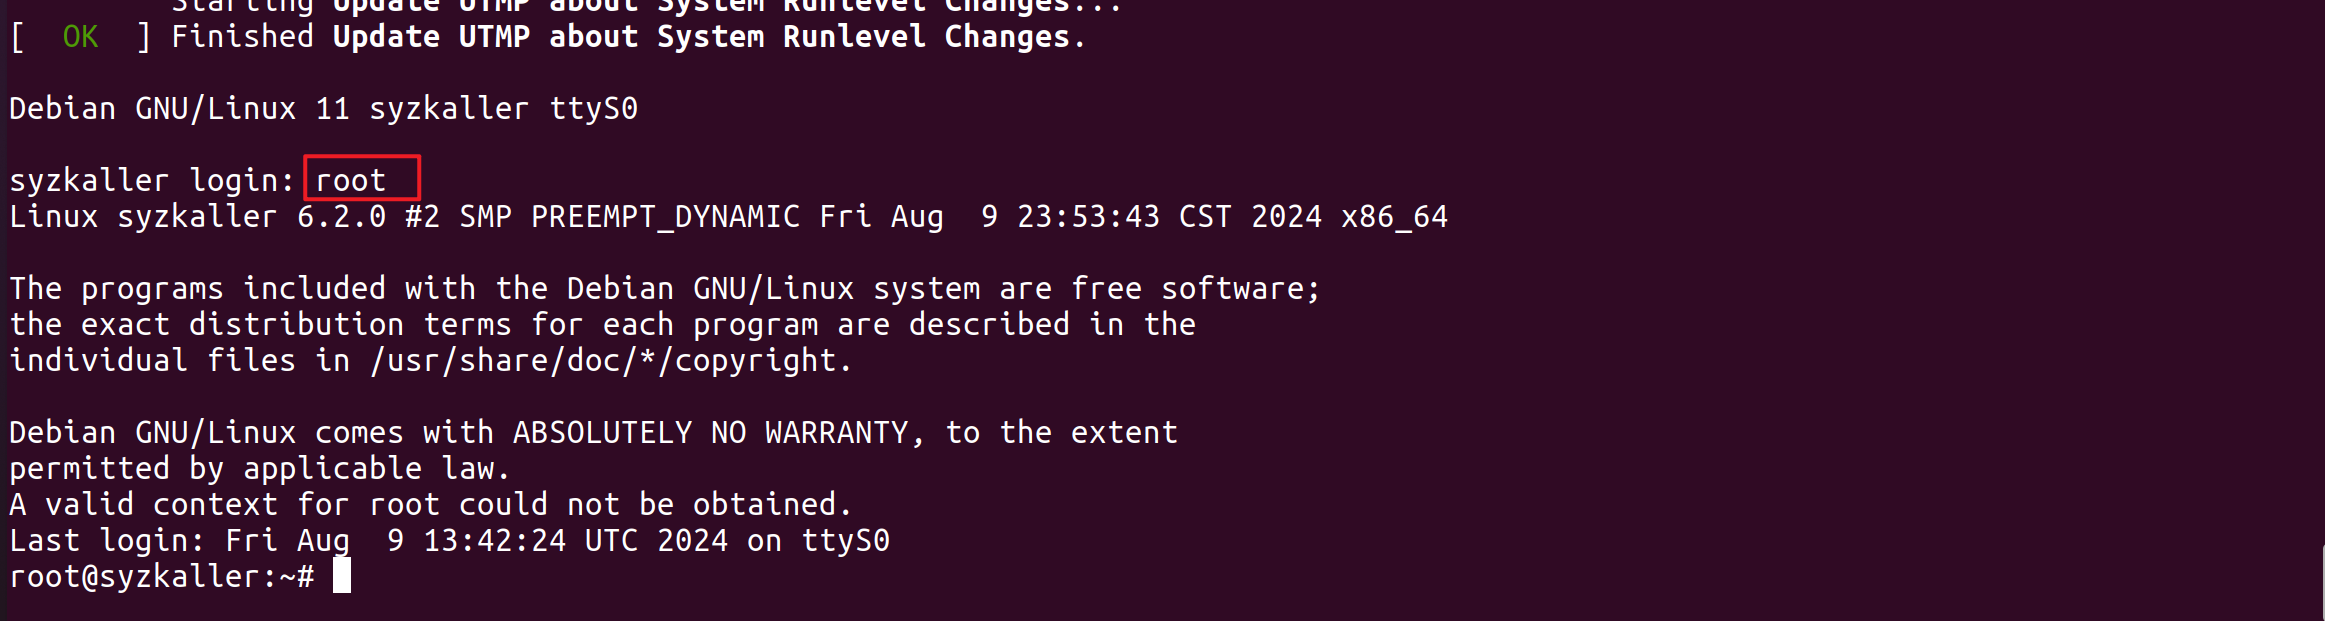 Starting Update UTMP about System Runlevel Changes...
[  OK  ] Finished Update UTMP about System Runlevel Changes.
Debian GNU/Linux 11 syzkaller ttyS0
syzkaller login: root
Linux syzkaller 6.2.0 #2 SMP PREEMPT_DYNAMIC Fri Aug  9 23:53:43 CST 2024 x86_64
The programs included with the Debian GNU/Linux system are free software;
the exact distribution terms for each program are described in the
individual files in /usr/share/doc/*/copyright.
Debian GNU/Linux comes with ABSOLUTELY NO WARRANTY, to the extent
permitted by applicable law.
A valid context for root could not be obtained.
Last login: Fri Aug  9 13:42:24 UTC 2024 on ttyS0
root@syzkaller:~#